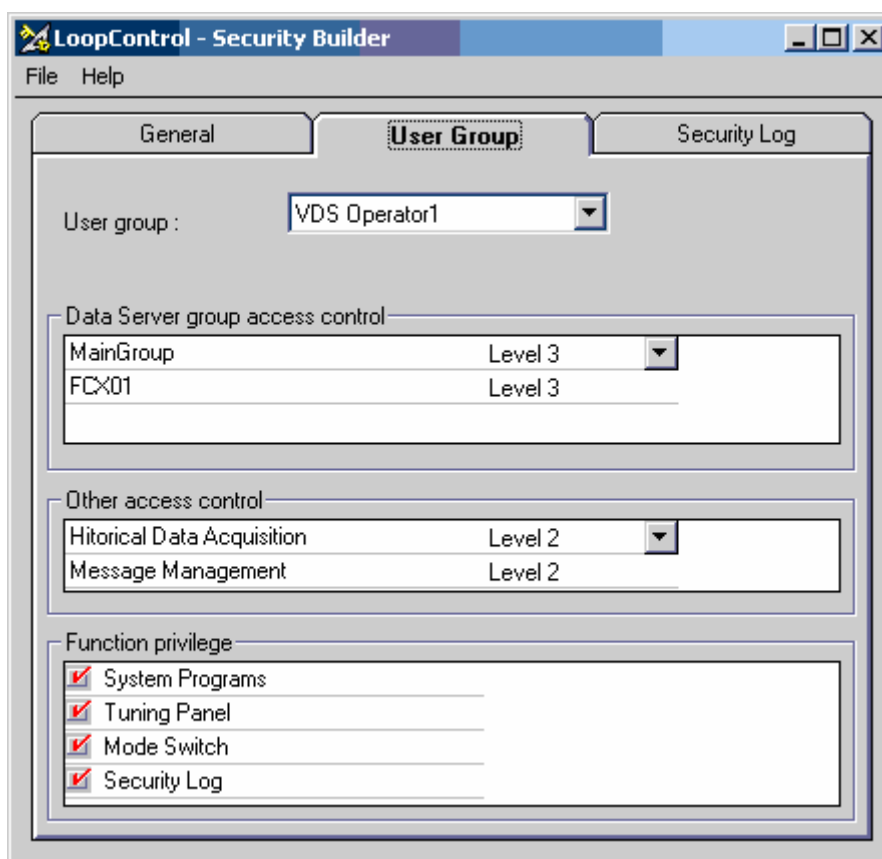 LoopControl - Security Builder
File Help
General User Group Security Log
User group : VDS Operator1
Data Server group access control
MainGroup Level 3
FCX01 Level 3
Other access control
Hitorical Data Acquisition Level 2
Message Management Level 2
Function privilege
System Programs
Tuning Panel
Mode Switch
Security Log